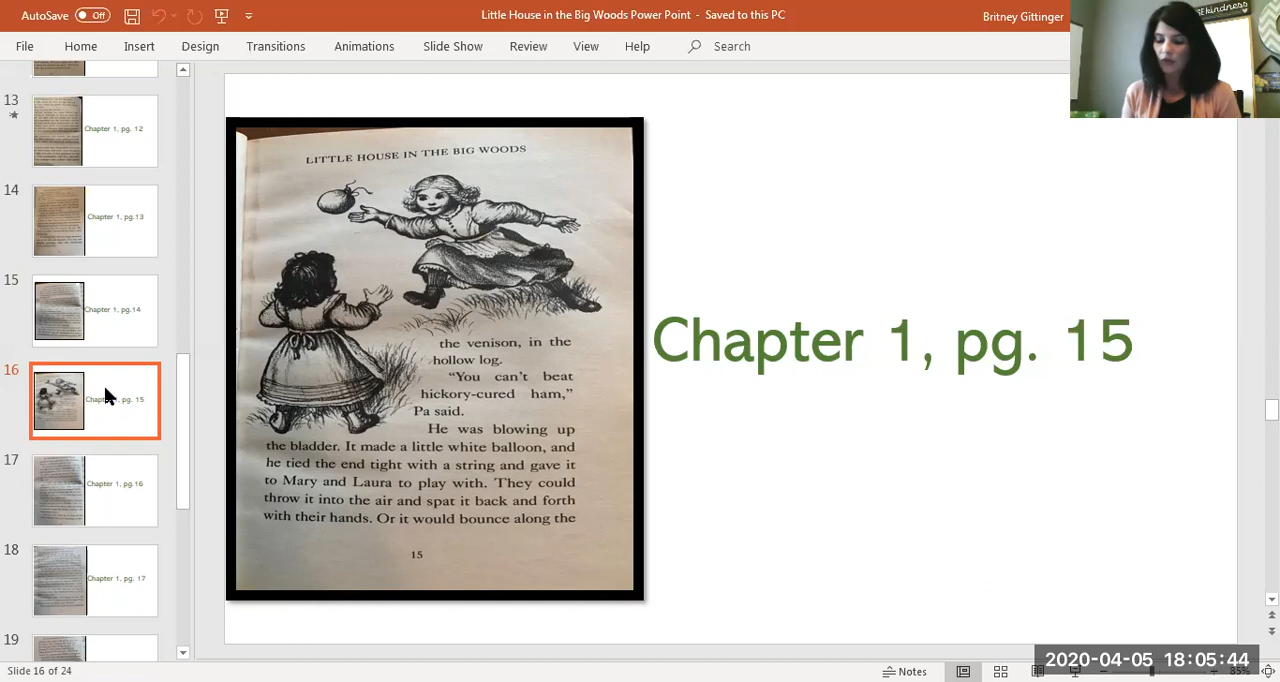 AutoSave Off
Little House in the Big Woods Power Point - Saved to this PC
Britney Gittinger
File Home Insert Design Transitions Animations Slide Show Review View Help Search
kindness
13
Chapter 1, pg. 12
14
Chapter 1, pg.13
15
Chapter 1, pg.14
16
pg. 15
17
Chapter 1, pg.16
18
Chapter 1, pg. 17
19
LITTLE HOUSE IN THE BIG WOODS
the venison, in the
hollow log.
"You can't beat
hickory-cured ham,"
Pa said.
He was blowing up
the bladder. It made a little white balloon, and
he tied the end tight with a string and gave it
to Mary and Laura to play with. They could
throw it into the air and spat it back and forth
with their hands. Or it would bounce along the
15
Chapter 1, pg. 15
Slide 16 of 24
Notes
2020-04-05 18:05:44